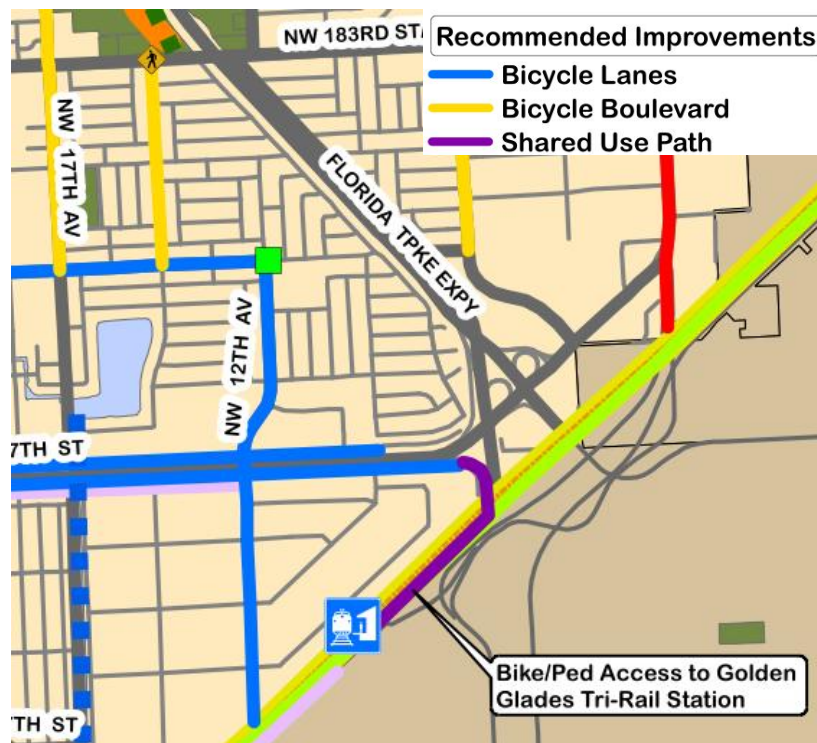 NW 183RD ST
Recommended Improvements
Bicycle Lanes
Bicycle Boulevard
Shared Use Path
NW 17TH AV
FLORIDA TPKE EXPY
NW 12TH AV
7TH ST
Bike/Ped Access to Golden
Glades Tri-Rail Station
7TH ST